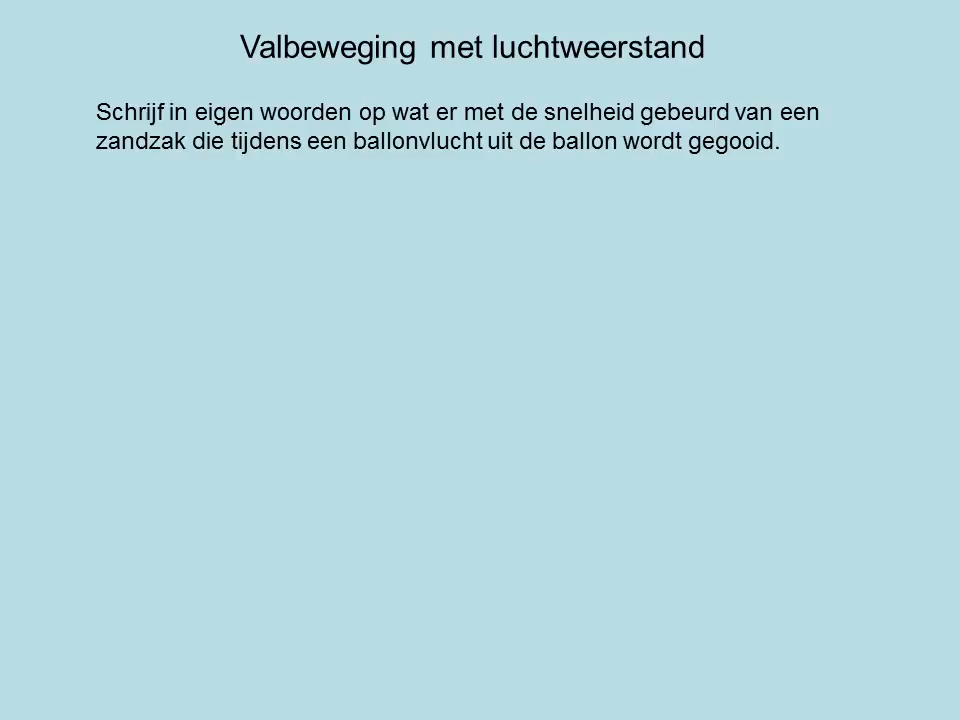 Valbeweging met luchtweerstand
Schrijf in eigen woorden op wat er met de snelheid gebeurd van een
zandzak die tijdens een ballonvlucht uit de ballon wordt gegooid.